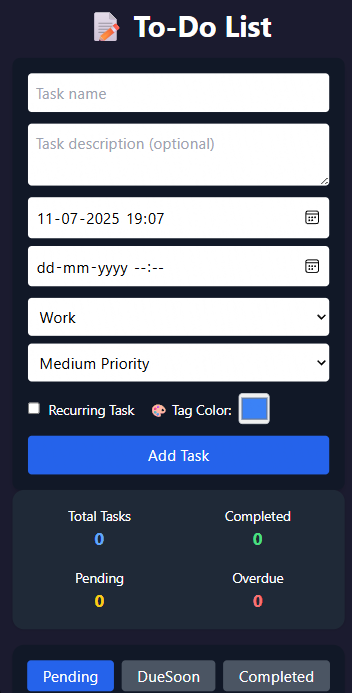 📝 To-Do List
Task name
Task description (optional)
11-07-2025 19:07
dd-mm-yyyy --:--
Work
Medium Priority
Recurring Task 🎨 Tag Color:
Add Task
Total Tasks Completed
0 0
Pending Overdue
0 0
Pending DueSoon Completed